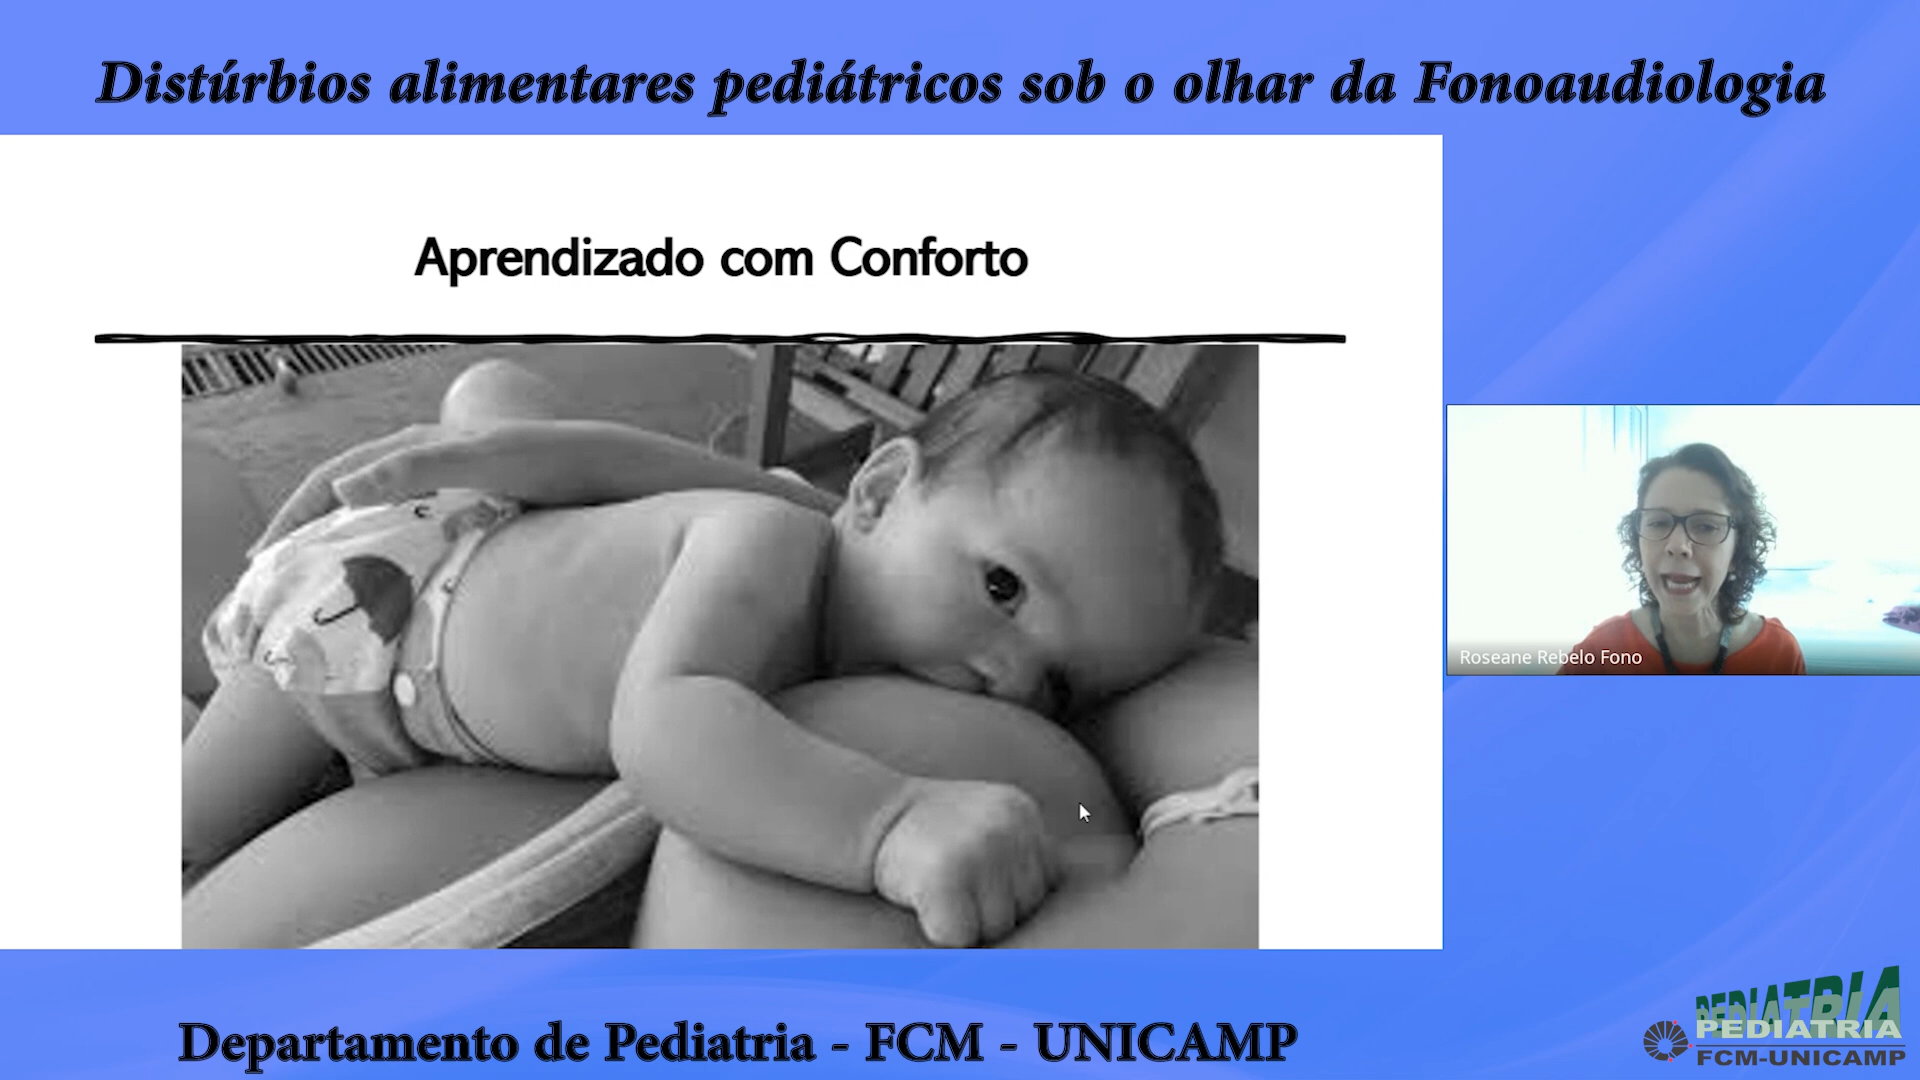 Distúrbios alimentares pediátricos sob o olhar da Fonoaudiologia
Aprendizado com Conforto
Roseane Rebelo Fono
Departamento de Pediatria - FCM - UNICAMP
PEDIATRIA
PEDIATRIA
FCM-UNICAMP